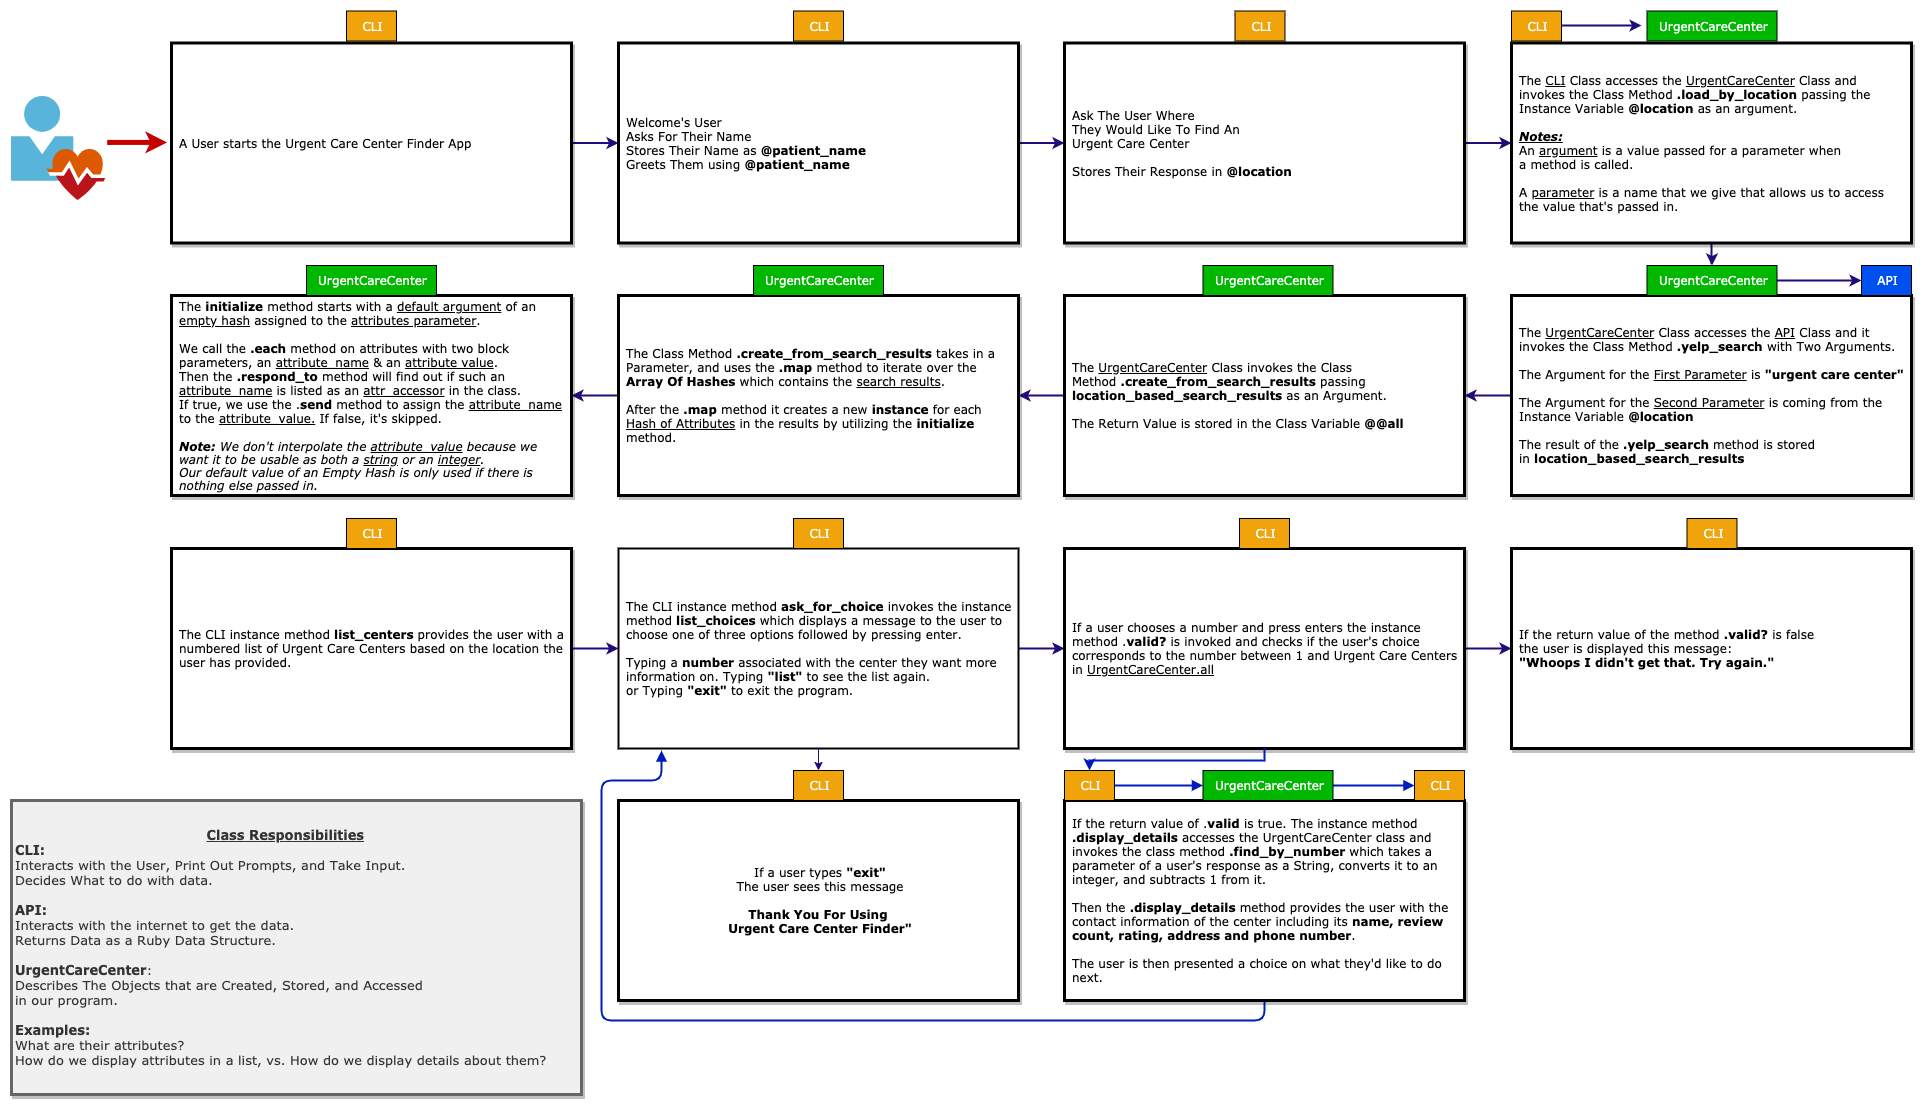 CLI
A User starts the Urgent Care Center Finder App
CLI
Welcome's User
Asks For Their Name
Stores Their Name as @patient_name
Greets Them using @patient_name
CLI
Ask The User Where
They Would Like To Find An
Urgent Care Center
Stores Their Response in @location
CLI
UrgentCareCenter
The CLI Class accesses the UrgentCareCenter Class and
invokes the Class Method .load_by_location passing the
Instance Variable @location as an argument.
Notes:
An argument is a value passed for a parameter when
a method is called.
A parameter is a name that we give that allows us to access
the value that's passed in.
UrgentCareCenter
API
The UrgentCareCenter Class accesses the API Class and it
invokes the Class Method .yelp_search with Two Arguments.
The Argument for the First Parameter is "urgent care center"
The Argument for the Second Parameter is coming from the
Instance Variable @location
The result of the .yelp_search method is stored
in location_based_search_results
UrgentCareCenter
The UrgentCareCenter Class invokes the Class
Method .create_from_search_results passing
location_based_search_results as an Argument.
The Return Value is stored in the Class Variable @@all
UrgentCareCenter
The Class Method .create_from_search_results takes in a
Parameter, and uses the .map method to iterate over the
Array Of Hashes which contains the search results.
After the .map method it creates a new instance for each
Hash of Attributes in the results by utilizing the initialize
method.
UrgentCareCenter
The initialize method starts with a default argument of an
empty hash assigned to the attributes parameter.
We call the .each method on attributes with two block
parameters, an attribute_name & an attribute value.
Then the .respond_to method will find out if such an
attribute_name is listed as an attr_accessor in the class.
If true, we use the .send method to assign the attribute_name
to the attribute_value. If false, it's skipped.
Note: We don't interpolate the attribute_value because we
want it to be usable as both a string or an integer.
Our default value of an Empty Hash is only used if there is
nothing else passed in.
CLI
The CLI instance method list_centers provides the user with a
numbered list of Urgent Care Centers based on the location the
user has provided.
CLI
The CLI instance method ask_for_choice invokes the instance
method list_choices which displays a message to the user to
choose one of three options followed by pressing enter.
Typing a number associated with the center they want more
information on. Typing "list" to see the list again.
or Typing "exit" to exit the program.
CLI
If a user chooses a number and press enters the instance
method .valid? is invoked and checks if the user's choice
corresponds to the number between 1 and Urgent Care Centers
in UrgentCareCenter.all
CLI
If the return value of the method .valid? is false
the user is displayed this message:
"Whoops I didn't get that. Try again."
CLI
If a user types "exit"
The user sees this message
Thank You For Using
Urgent Care Center Finder"
CLI
UrgentCareCenter
CLI
If the return value of .valid is true. The instance method
.display_details accesses the UrgentCareCenter class and
invokes the class method .find_by_number which takes a
parameter of a user's response as a String, converts it to an
integer, and subtracts 1 from it.
Then the .display_details method provides the user with the
contact information of the center including its name, review
count, rating, address and phone number.
The user is then presented a choice on what they'd like to do
next.
Class Responsibilities
CLI:
Interacts with the User, Print Out Prompts, and Take Input.
Decides What to do with data.
API:
Interacts with the internet to get the data.
Returns Data as a Ruby Data Structure.
UrgentCareCenter:
Describes The Objects that are Created, Stored, and Accessed
in our program.
Examples:
What are their attributes?
How do we display attributes in a list, vs. How do we display details about them?